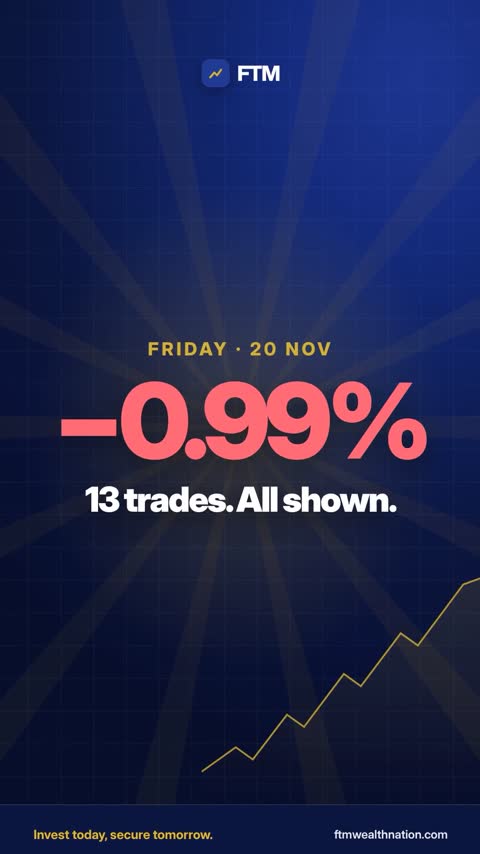 FTM
FRIDAY · 20 NOV
−0.99%
13 trades. All shown.
Invest today, secure tomorrow.
ftmwealthnation.com